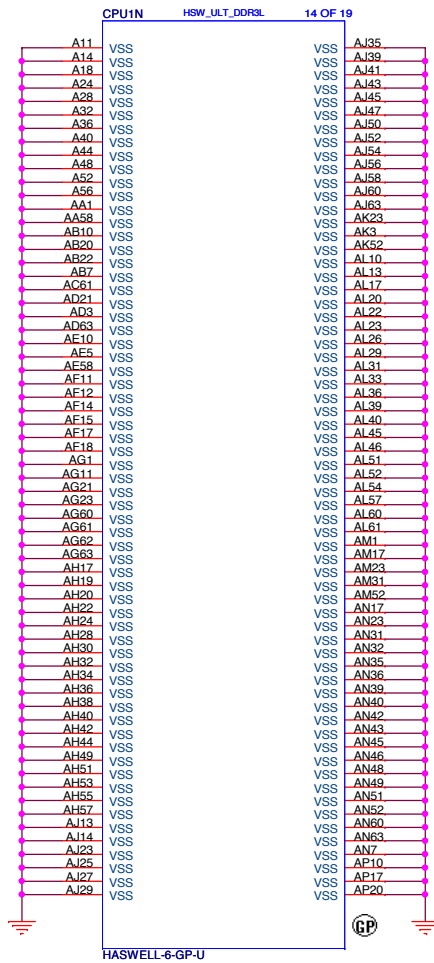 CPU1N HSW_ULT_DDR3L 14 OF 19
A11 VSS VSS AJ35
A14 VSS VSS AJ39
A18 VSS VSS AJ41
A24 VSS VSS AJ43
A28 VSS VSS AJ45
A32 VSS VSS AJ47
A36 VSS VSS AJ50
A40 VSS VSS AJ52
A44 VSS VSS AJ54
A48 VSS VSS AJ56
A52 VSS VSS AJ58
A56 VSS VSS AJ60
AA1 VSS VSS AJ63
AA58 VSS VSS AK23
AB10 VSS VSS AK3
AB20 VSS VSS AK52
AB22 VSS VSS AL10
AB7 VSS VSS AL13
AC61 VSS VSS AL17
AD21 VSS VSS AL20
AD3 VSS VSS AL22
AD63 VSS VSS AL23
AE10 VSS VSS AL26
AE5 VSS VSS AL29
AE58 VSS VSS AL31
AF11 VSS VSS AL33
AF12 VSS VSS AL36
AF14 VSS VSS AL39
AF15 VSS VSS AL40
AF17 VSS VSS AL45
AF18 VSS VSS AL46
AG1 VSS VSS AL51
AG11 VSS VSS AL52
AG21 VSS VSS AL54
AG23 VSS VSS AL57
AG60 VSS VSS AL60
AG61 VSS VSS AL61
AG62 VSS VSS AM1
AG63 VSS VSS AM17
AH17 VSS VSS AM23
AH19 VSS VSS AM31
AH20 VSS VSS AM52
AH22 VSS VSS AN17
AH24 VSS VSS AN23
AH28 VSS VSS AN31
AH30 VSS VSS AN32
AH32 VSS VSS AN35
AH34 VSS VSS AN36
AH36 VSS VSS AN39
AH38 VSS VSS AN40
AH40 VSS VSS AN42
AH42 VSS VSS AN43
AH44 VSS VSS AN45
AH49 VSS VSS AN46
AH51 VSS VSS AN48
AH53 VSS VSS AN49
AH55 VSS VSS AN51
AH57 VSS VSS AN52
AJ13 VSS VSS AN60
AJ14 VSS VSS AN63
AJ23 VSS VSS AN7
AJ25 VSS VSS AP10
AJ27 VSS VSS AP17
AJ29 VSS VSS AP20
GP
HASWELL-6-GP-U